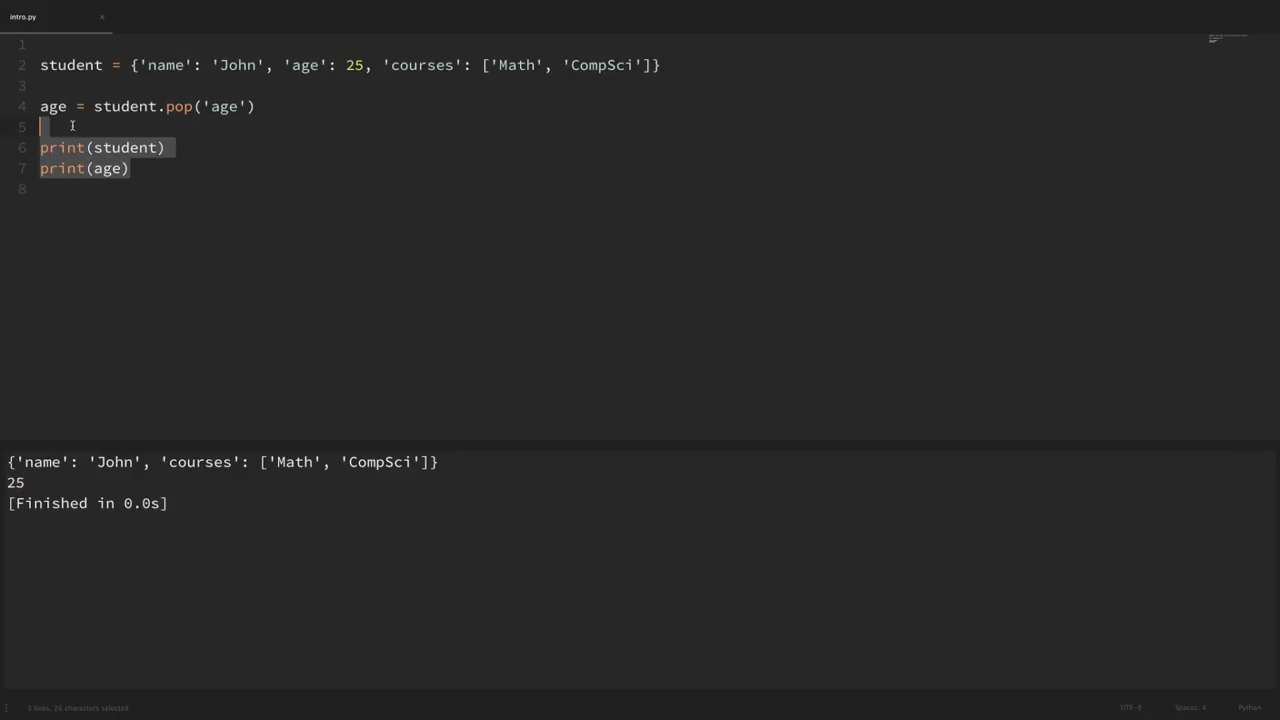 intro.py ×
1
2 student = {'name': 'John', 'age': 25, 'courses': ['Math', 'CompSci']}
3
4 age = student.pop('age')
5
6 print(student)
7 print(age)
8
{'name': 'John', 'courses': ['Math', 'CompSci']}
25
[Finished in 0.0s]
3 lines, 26 characters selected UTF-8 Spaces: 4 Python